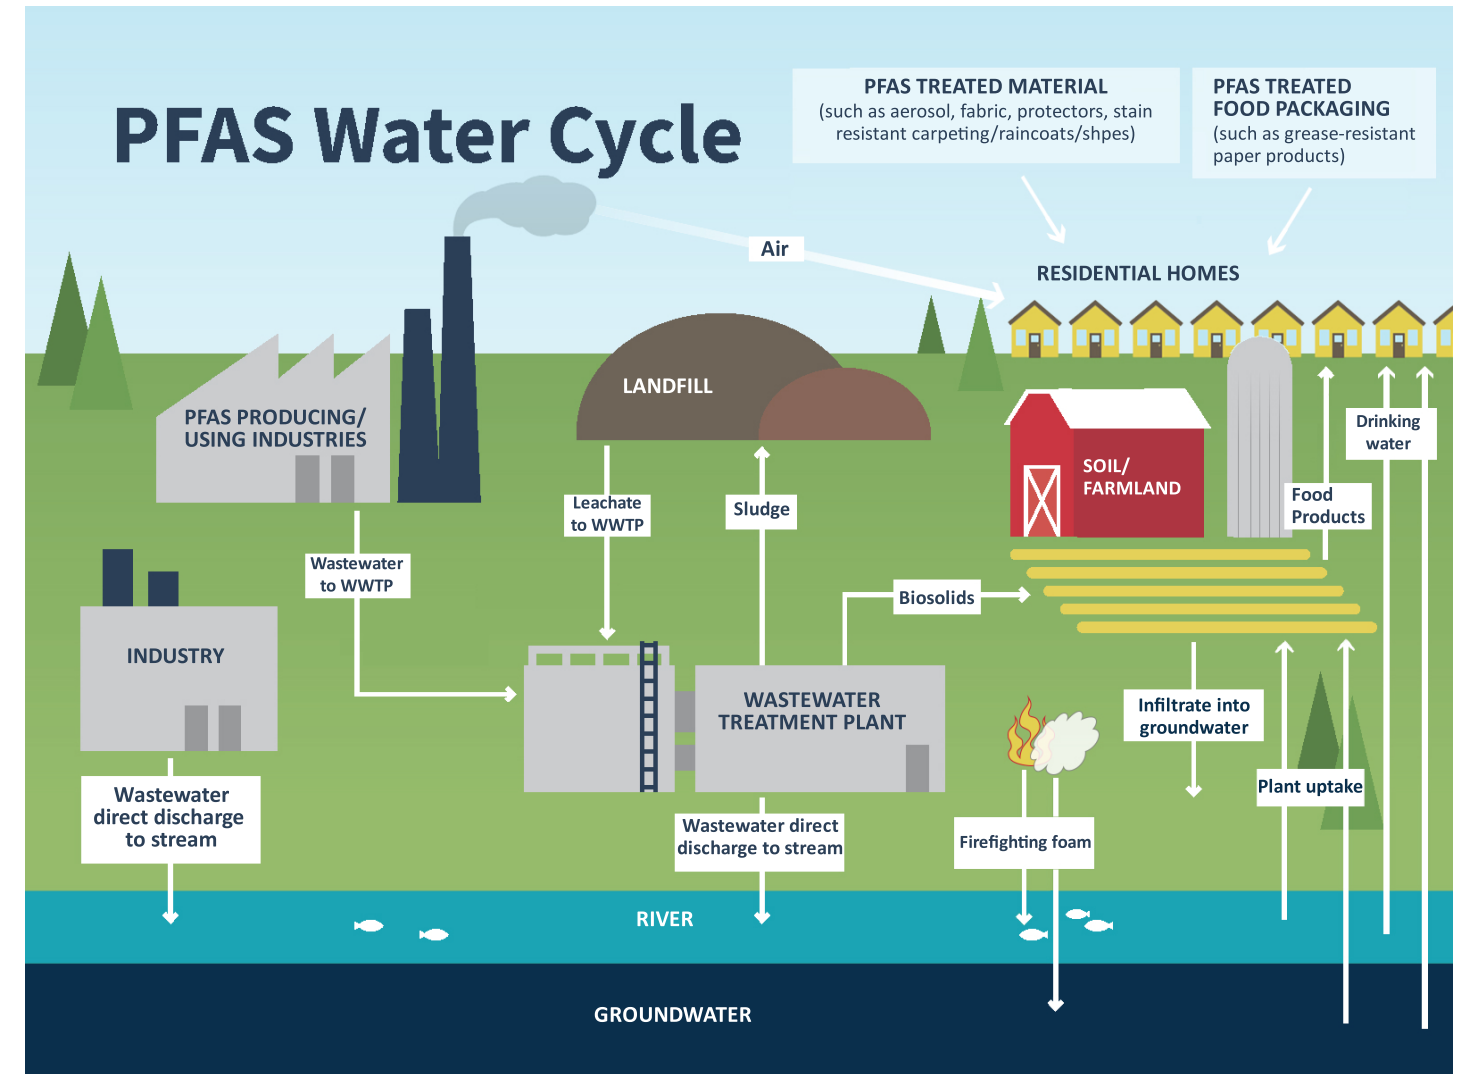 PFAS Water Cycle
PFAS TREATED MATERIAL
(such as aerosol, fabric, protectors, stain
resistant carpeting/raincoats/shpes)
PFAS TREATED
FOOD PACKAGING
(such as grease-resistant
paper products)
Air
RESIDENTIAL HOMES
LANDFILL
PFAS PRODUCING/
USING INDUSTRIES
Drinking
water
SOIL/
FARMLAND
Food
Products
Leachate
to WWTP
Sludge
Wastewater
to WWTP
Biosolids
INDUSTRY
WASTEWATER
TREATMENT PLANT
Infiltrate into
groundwater
Plant uptake
Wastewater
direct discharge
to stream
Wastewater direct
discharge to stream
Firefighting foam
RIVER
GROUNDWATER